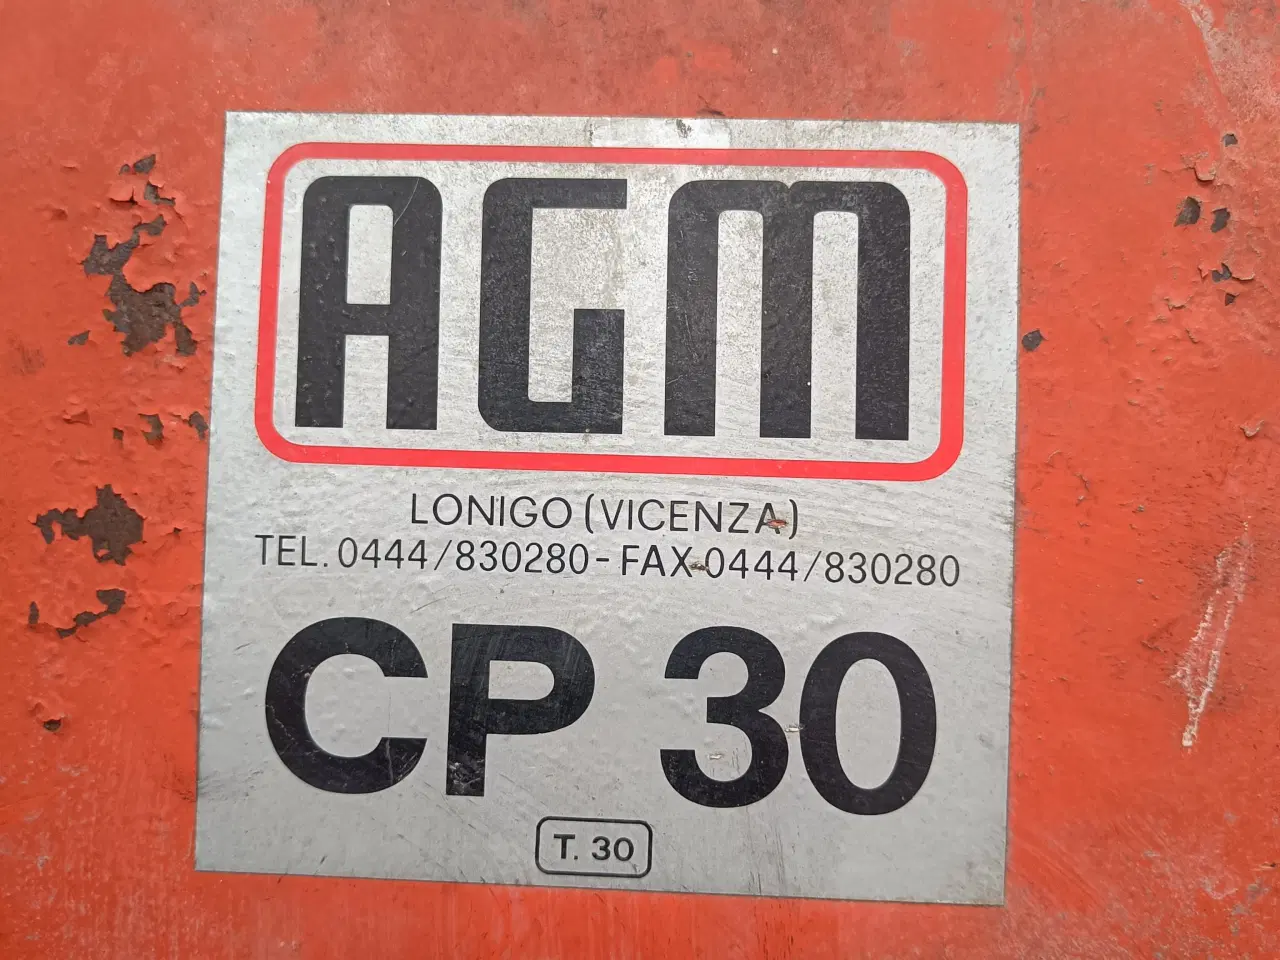 AGM
LONIGO (VICENZA)
TEL. 0444/830280 - FAX 0444/830280
CP 30
T. 30